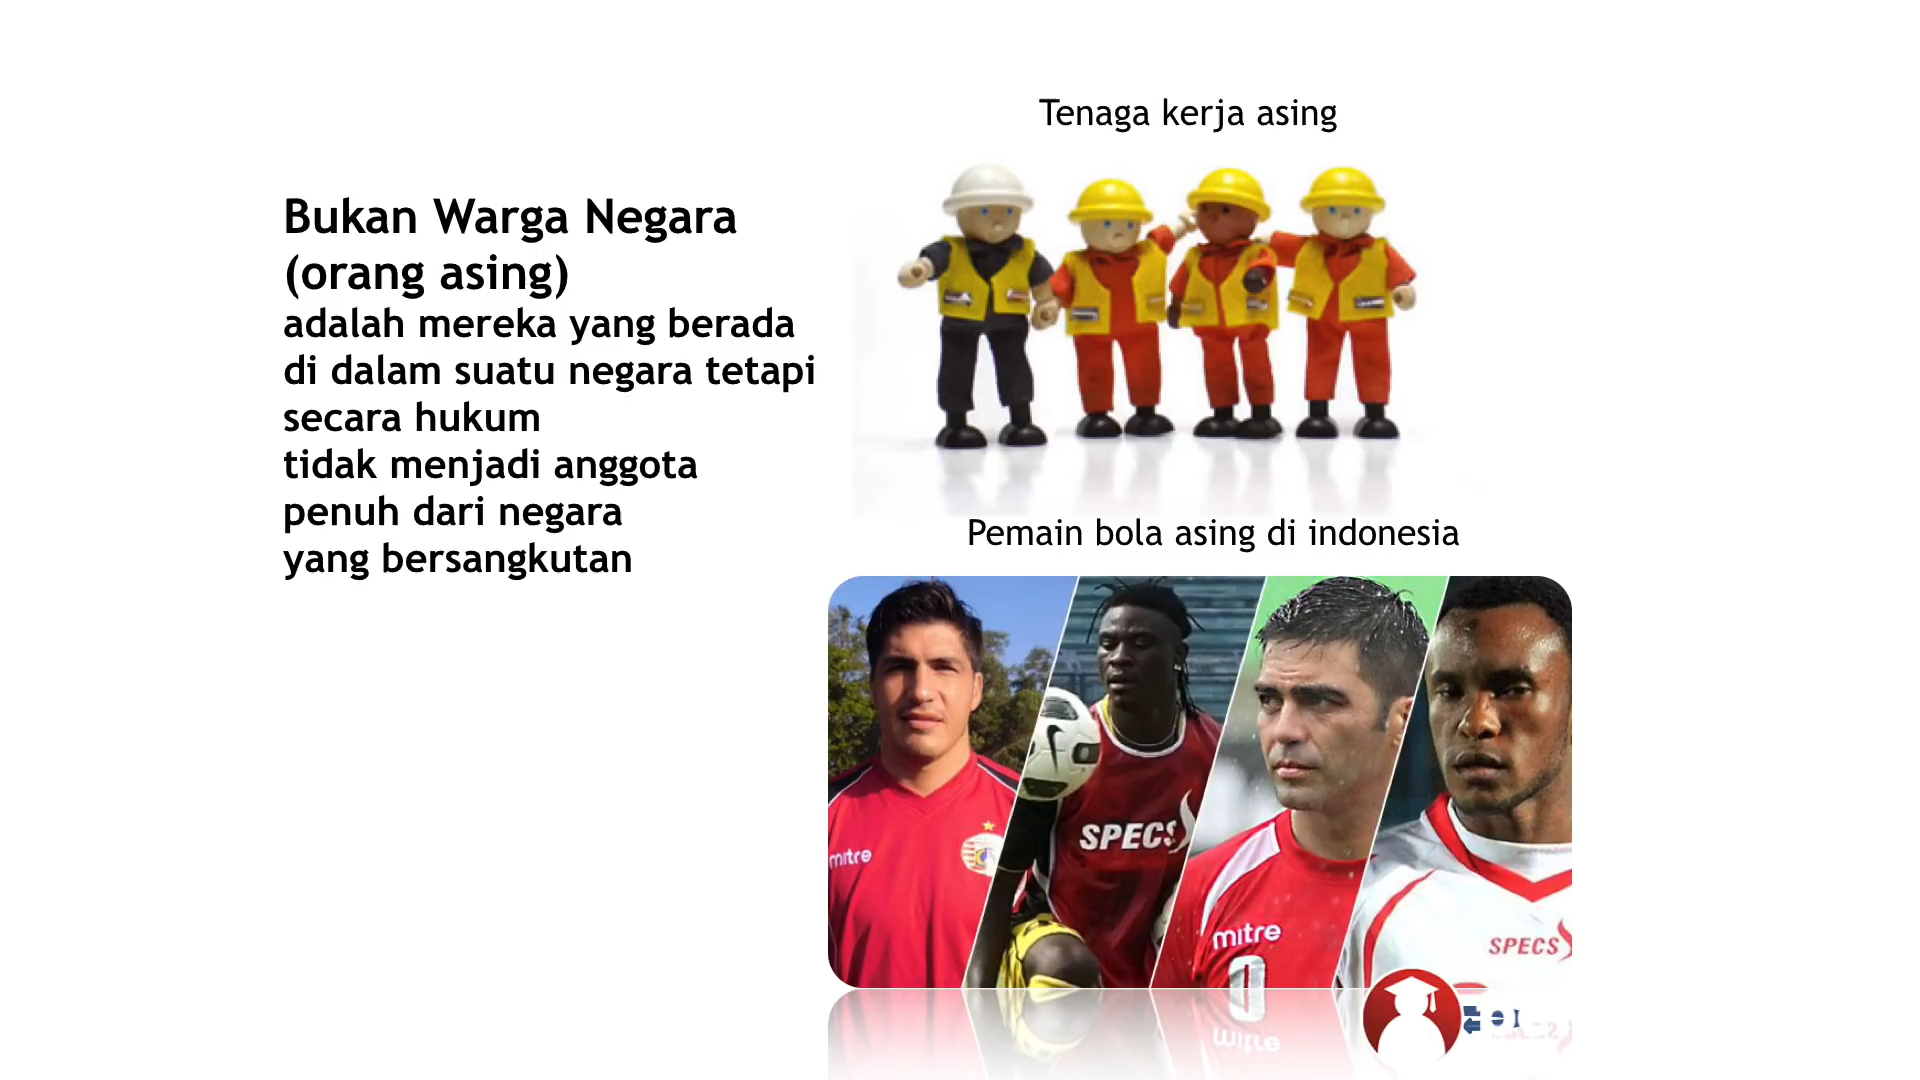 Tenaga kerja asing
Bukan Warga Negara
(orang asing)
adalah mereka yang berada
di dalam suatu negara tetapi
secara hukum
tidak menjadi anggota
penuh dari negara
yang bersangkutan
Pemain bola asing di indonesia
mitre
SPECS
mitre
SPECS